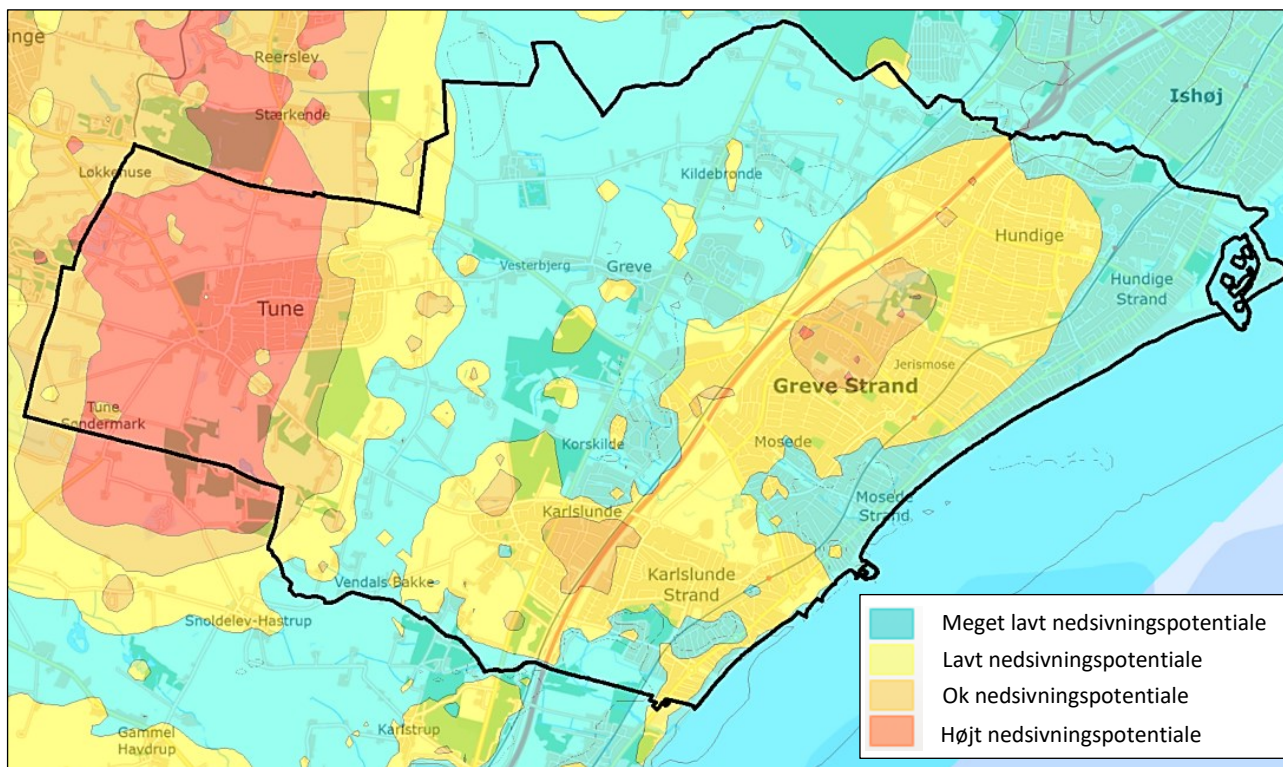 inge
Reerslev
Ishøj
Stærkende
Løkkehuse
Kildebrønde
Hundige
Vesterbjerg
Greve
Hundige
Strand
Tune
Jerismose
Greve Strand
Tune
Søndermark
Korskilde
Mosede
Mosede
Strand
Karlslunde
Karlslunde
Strand
Vendals Bakke
Snoldelev-Hastrup
Karlstrup
Gammel
Havdrup
Meget lavt nedsivningspotentiale
Lavt nedsivningspotentiale
Ok nedsivningspotentiale
Højt nedsivningspotentiale